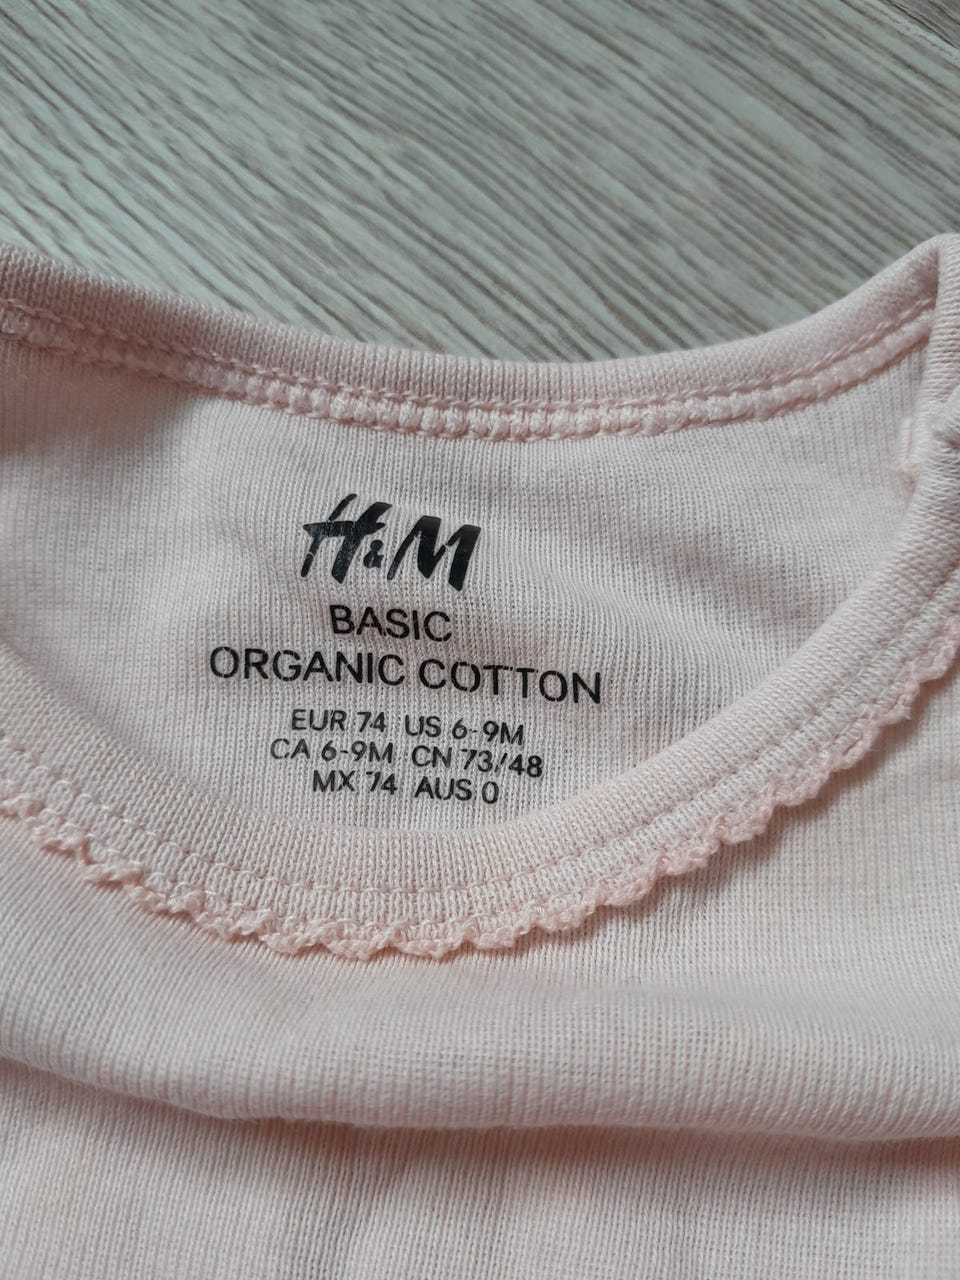 H&M
BASIC
ORGANIC COTTON
EUR 74 US 6-9M
CA 6-9M CN 73/48
MX 74 AUS 0